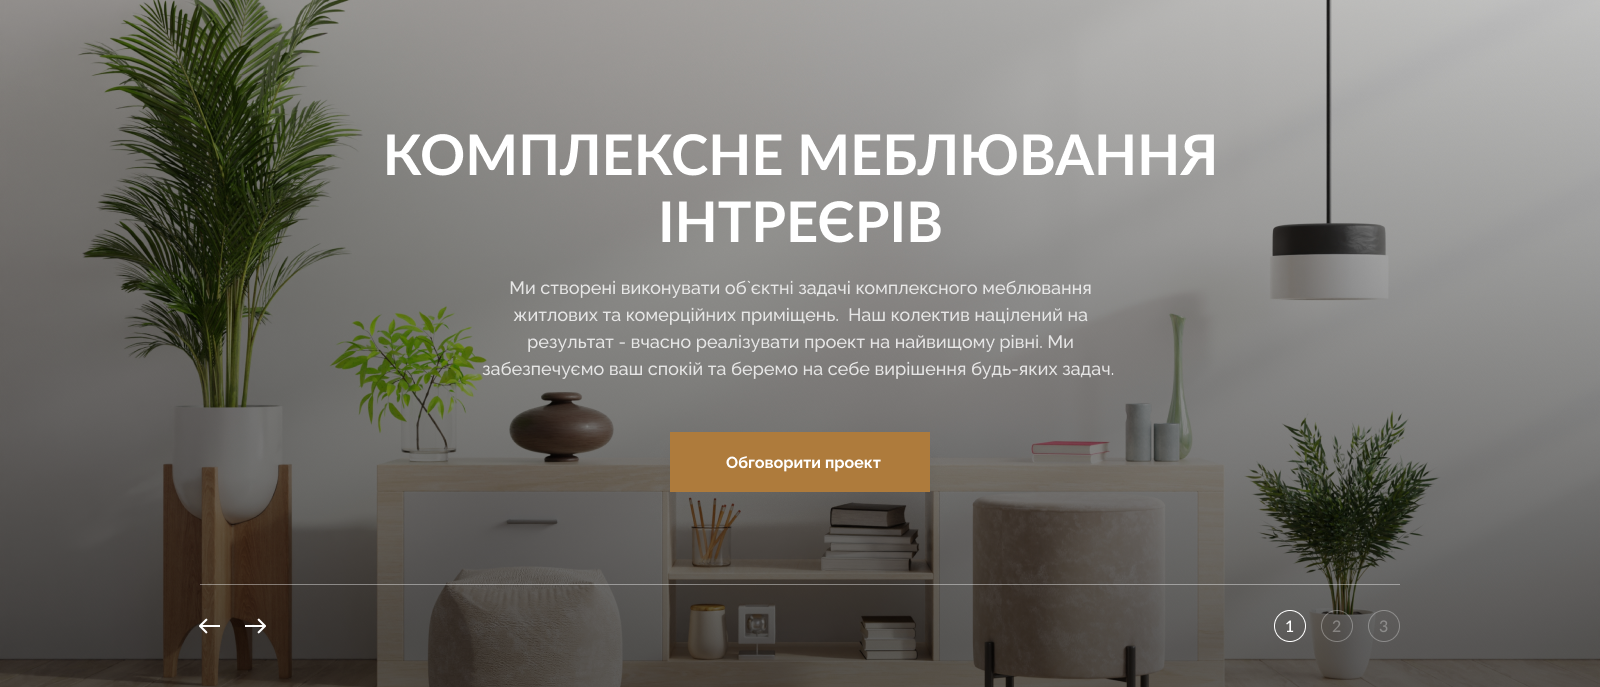 КОМПЛЕКСНЕ МЕБЛЮВАННЯ
ІНТРЕЄРІВ
Ми створені виконувати об`єктні задачі комплексного меблювання
житлових та комерційних приміщень.  Наш колектив націлений на
результат - вчасно реалізувати проект на найвищому рівні. Ми
забезпечуємо ваш спокій та беремо на себе вирішення будь-яких задач.
Обговорити проект
1 2 3